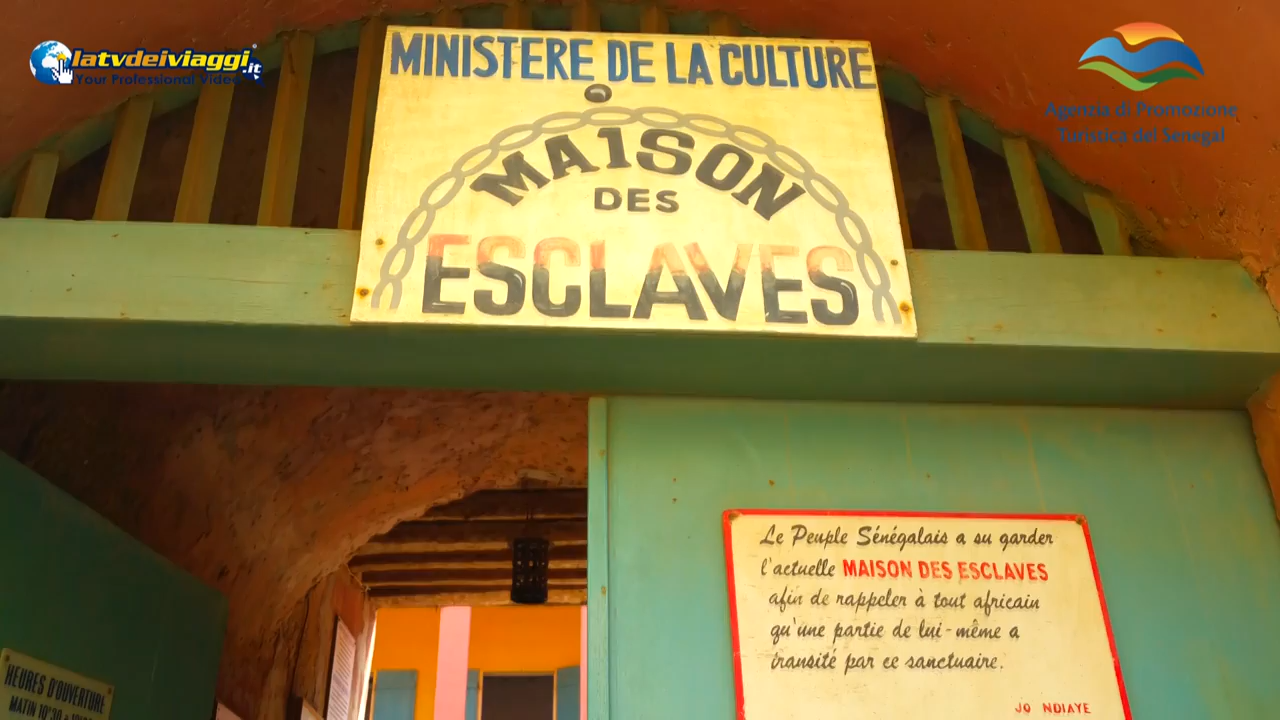 latvdeiviaggi.it
Your Professional Video
Agenzia di Promozione
Turistica del Senegal
MINISTERE DE LA CULTURE
MAISON
DES
ESCLAVES
Le Peuple Sénégalais a su garder
l'actuelle MAISON DES ESCLAVES
afin de rappeler à tout africain
qu'une partie de lui-même a
transité par ce sanctuaire.
JO NDIAYE
HEURES D'OUVERTURE
MATIN 10H30